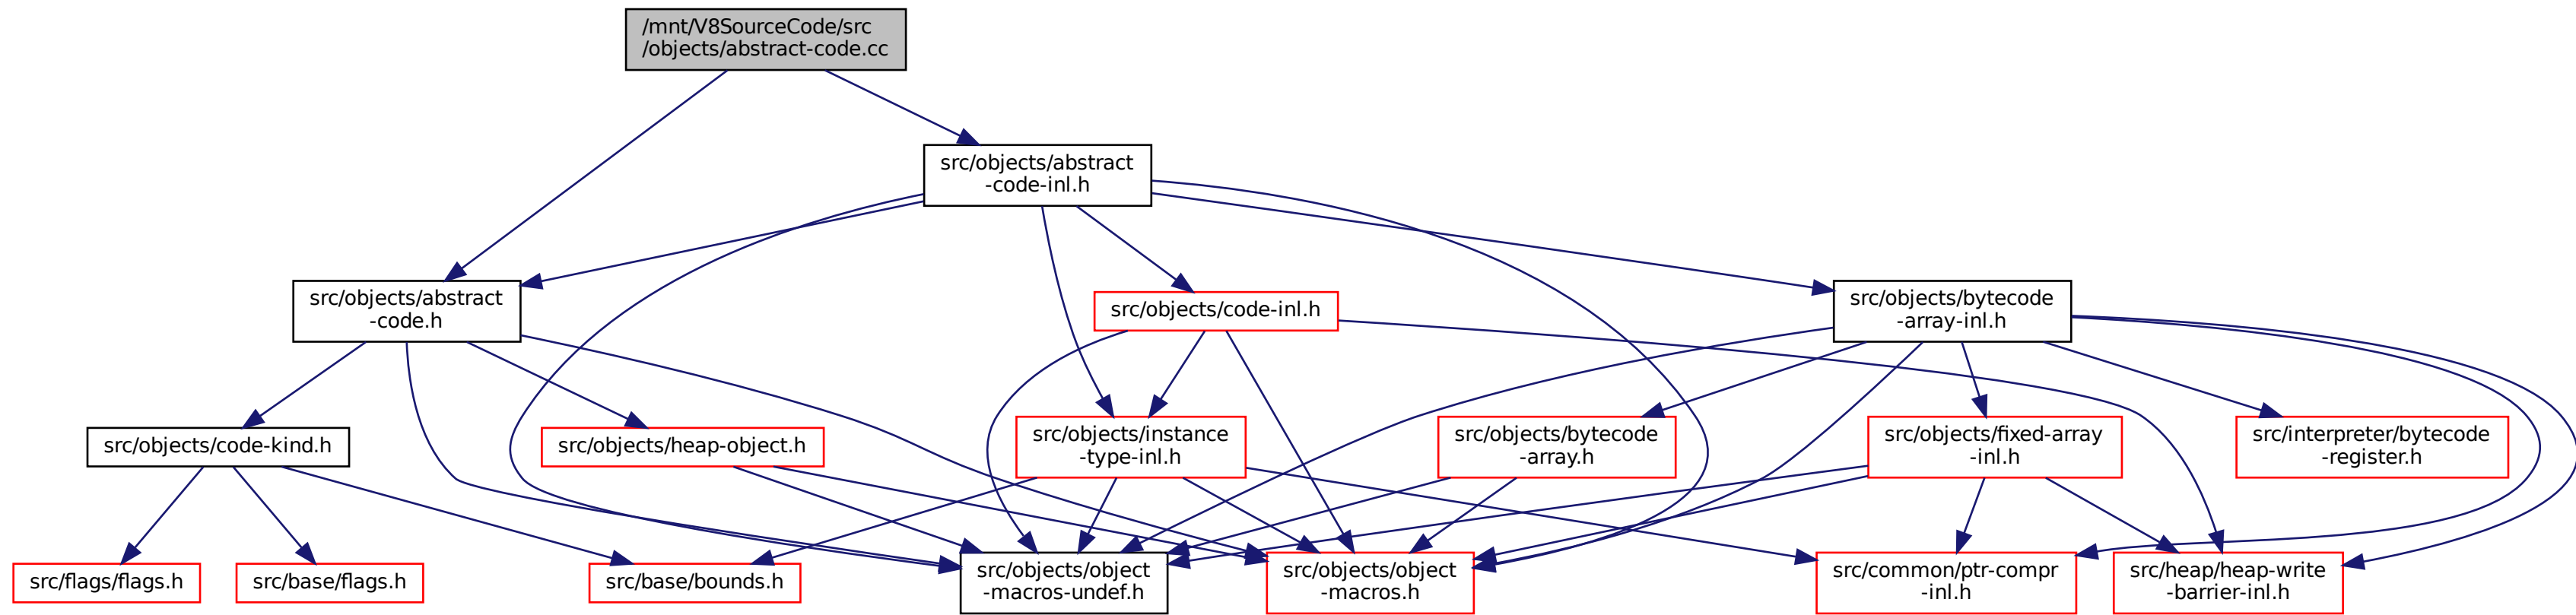 /mnt/V8SourceCode/src
/objects/abstract-code.cc
src/objects/abstract
-code-inl.h
src/objects/abstract
-code.h
src/objects/code-inl.h
src/objects/bytecode
-array-inl.h
src/objects/code-kind.h
src/objects/heap-object.h
src/objects/instance
-type-inl.h
src/objects/bytecode
-array.h
src/objects/fixed-array
-inl.h
src/interpreter/bytecode
-register.h
src/flags/flags.h
src/base/flags.h
src/base/bounds.h
src/objects/object
-macros-undef.h
src/objects/object
-macros.h
src/common/ptr-compr
-inl.h
src/heap/heap-write
-barrier-inl.h